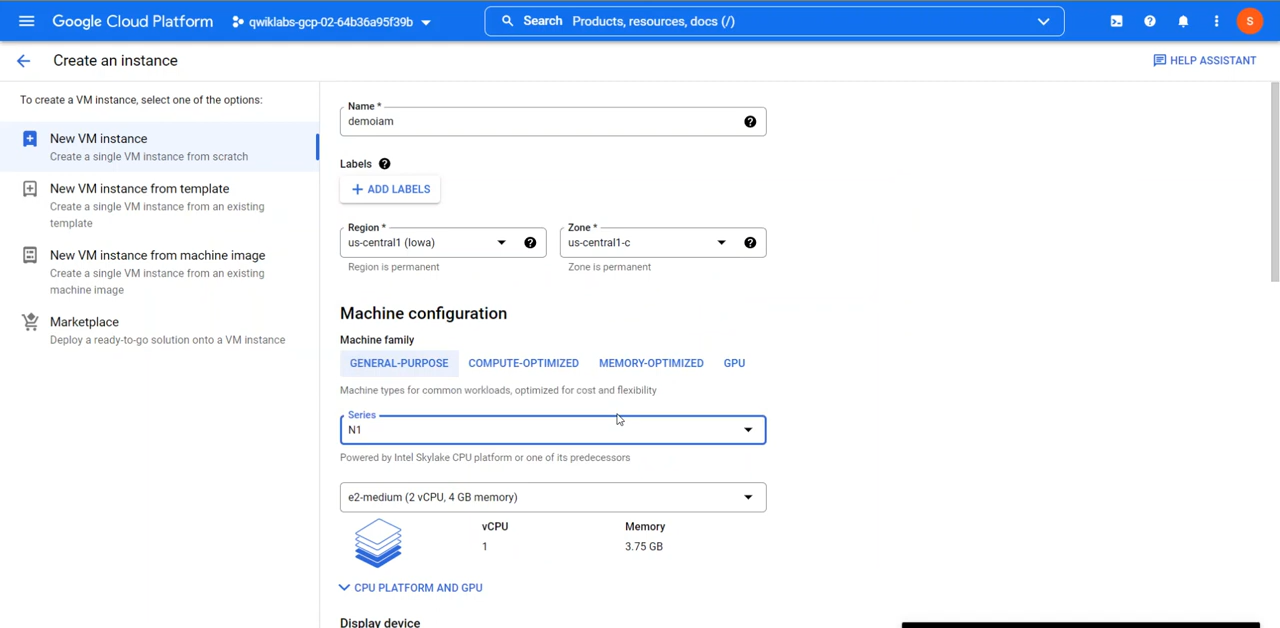 Google Cloud Platform
qwiklabs-gcp-02-64b36a95f39b
Search Products, resources, docs (/)
S
Create an instance
HELP ASSISTANT
To create a VM instance, select one of the options:
New VM instance
Create a single VM instance from scratch
New VM instance from template
Create a single VM instance from an existing
template
New VM instance from machine image
Create a single VM instance from an existing
machine image
Marketplace
Deploy a ready-to-go solution onto a VM instance
Name *
demoiam
Labels
+ ADD LABELS
Region *
us-central1 (Iowa)
Region is permanent
Zone *
us-central1-c
Zone is permanent
Machine configuration
Machine family
GENERAL-PURPOSE COMPUTE-OPTIMIZED MEMORY-OPTIMIZED GPU
Machine types for common workloads, optimized for cost and flexibility
Series
N1
Powered by Intel Skylake CPU platform or one of its predecessors
e2-medium (2 vCPU, 4 GB memory)
vCPU
1
Memory
3.75 GB
CPU PLATFORM AND GPU
Display device